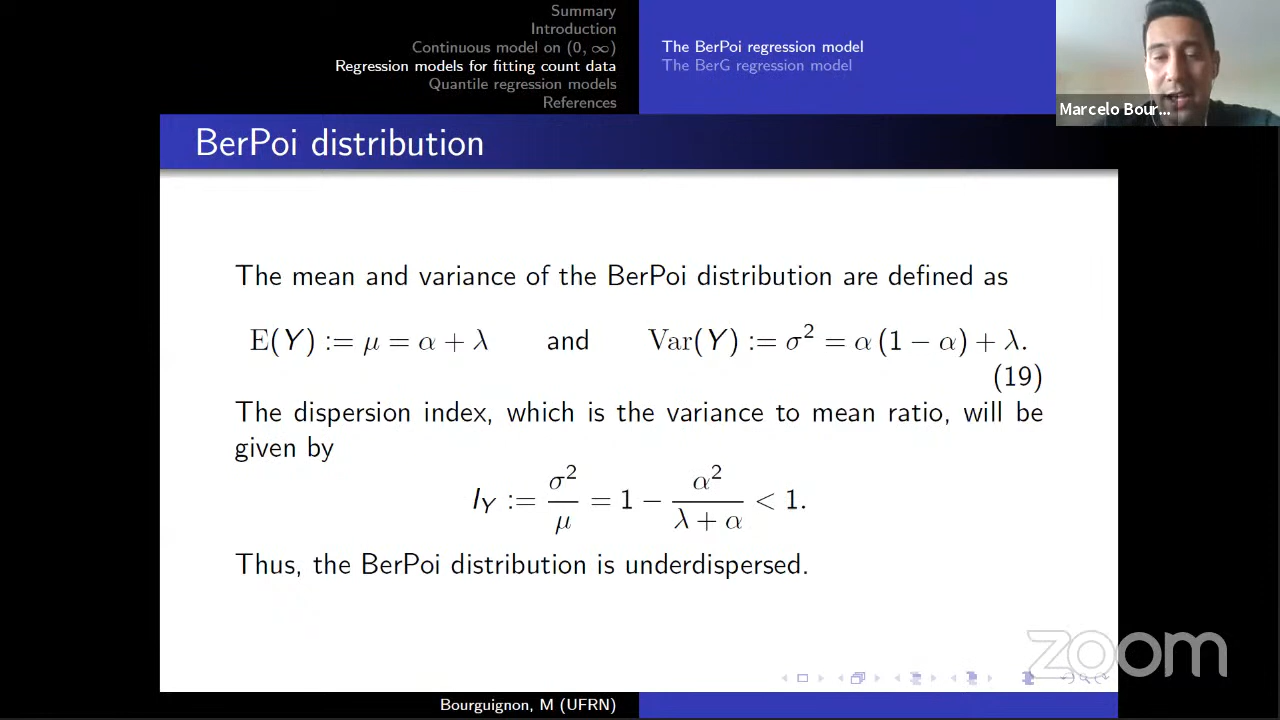 Summary
Introduction
Continuous model on (0, ∞)
Regression models for fitting count data
Quantile regression models
References
The BerPoi regression model
The BerG regression model
Marcelo Bour...
BerPoi distribution
The mean and variance of the BerPoi distribution are defined as
E(Y) := μ = α + λ and Var(Y) := σ² = α (1 − α) + λ.
(19)
The dispersion index, which is the variance to mean ratio, will be
given by
I_Y := σ²/μ = 1 − α²/(λ + α) < 1.
Thus, the BerPoi distribution is underdispersed.
zoom
Bourguignon, M (UFRN)